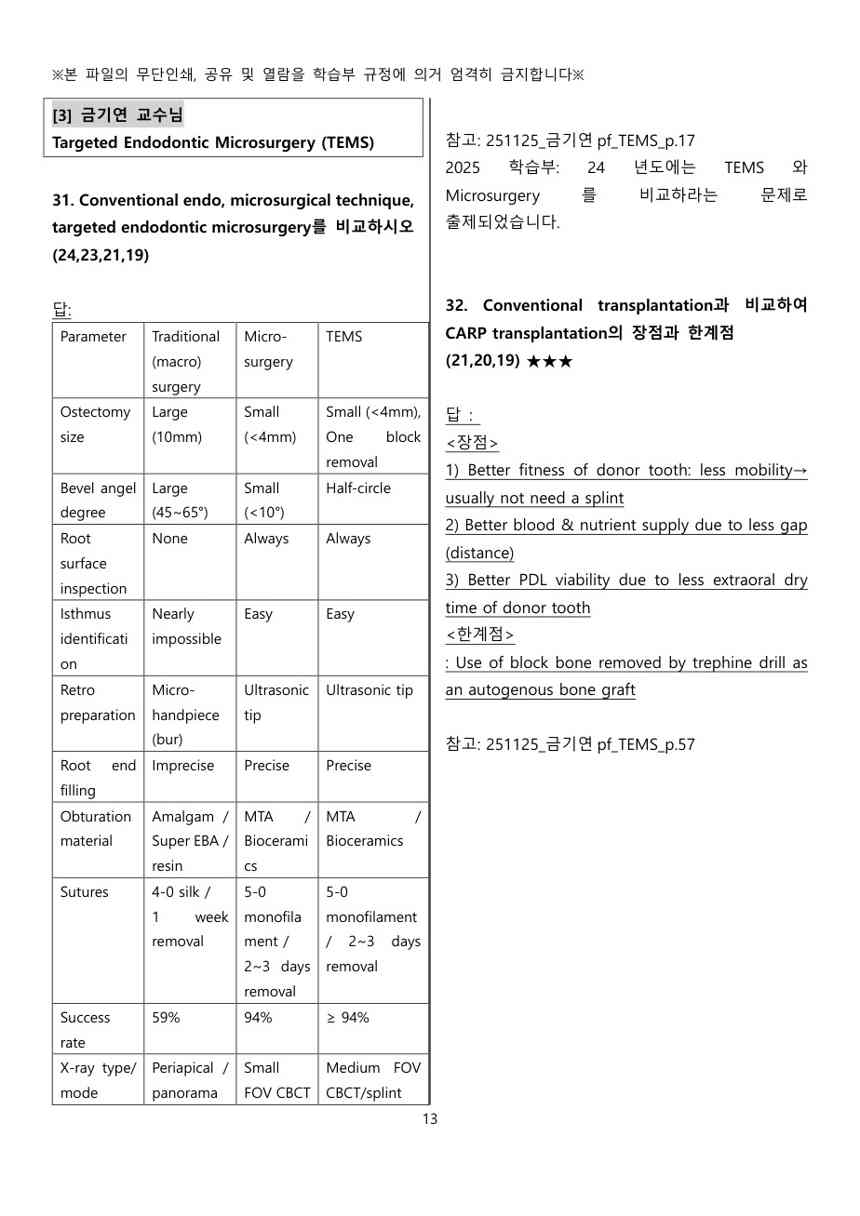 ※본 파일의 무단인쇄, 공유 및 열람을 학습부 규정에 의거 엄격히 금지합니다※
[3] 금기연 교수님
Targeted Endodontic Microsurgery (TEMS)
31. Conventional endo, microsurgical technique,
targeted endodontic microsurgery를 비교하시오
(24,23,21,19)
답:
Parameter
Traditional
(macro)
surgery
Micro-
surgery
TEMS
Ostectomy
size
Large
(10mm)
Small
(<4mm)
Small (<4mm),
One block
removal
Bevel angel
degree
Large
(45~65°)
Small
(<10°)
Half-circle
Root
surface
inspection
None
Always
Always
Isthmus
identificati
on
Nearly
impossible
Easy
Easy
Retro
preparation
Micro-
handpiece
(bur)
Ultrasonic
tip
Ultrasonic tip
Root end
filling
Imprecise
Precise
Precise
Obturation
material
Amalgam /
Super EBA /
resin
MTA /
Biocerami
cs
MTA /
Bioceramics
Sutures
4-0 silk /
1 week
removal
5-0
monofila
ment /
2~3 days
removal
5-0
monofilament
/ 2~3 days
removal
Success
rate
59%
94%
≥ 94%
X-ray type/
mode
Periapical /
panorama
Small
FOV CBCT
Medium FOV
CBCT/splint
참고: 251125_금기연 pf_TEMS_p.17
2025 학습부: 24 년도에는 TEMS 와
Microsurgery 를 비교하라는 문제로
출제되었습니다.
32. Conventional transplantation과 비교하여
CARP transplantation의 장점과 한계점
(21,20,19) ★★★
답 :
<장점>
1) Better fitness of donor tooth: less mobility→
usually not need a splint
2) Better blood & nutrient supply due to less gap
(distance)
3) Better PDL viability due to less extraoral dry
time of donor tooth
<한계점>
: Use of block bone removed by trephine drill as
an autogenous bone graft
참고: 251125_금기연 pf_TEMS_p.57
13